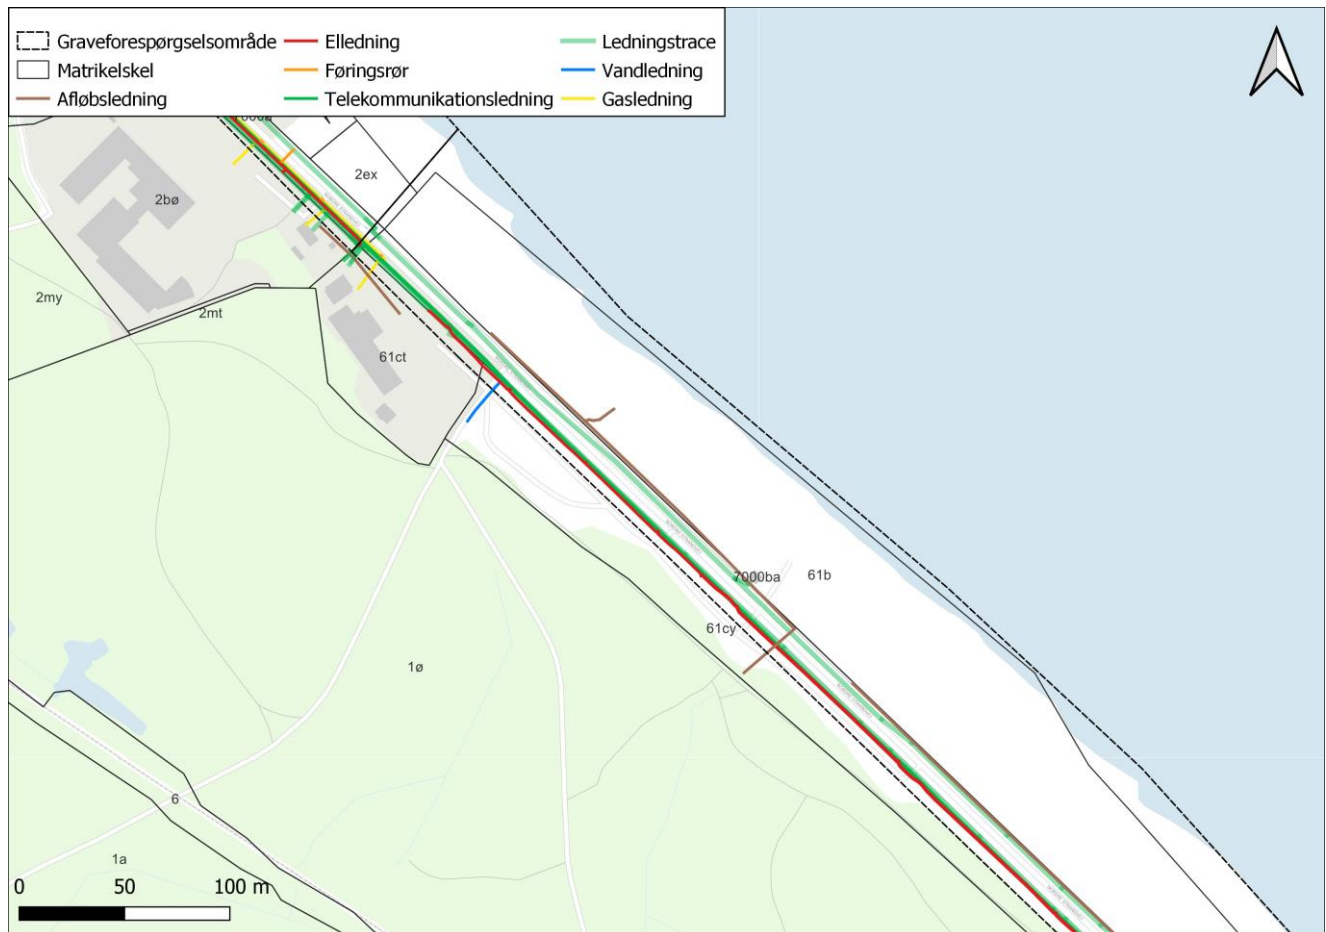 Graveforespørgselsområde Elledning Ledningstrace
Matrikelskel Føringsrør Vandledning
Afløbsledning Telekommunikationsledning Gasledning
2ex
2bø
2my
2mt
61ct
7000ba
61b
61cy
1ø
6
1a
0 50 100 m